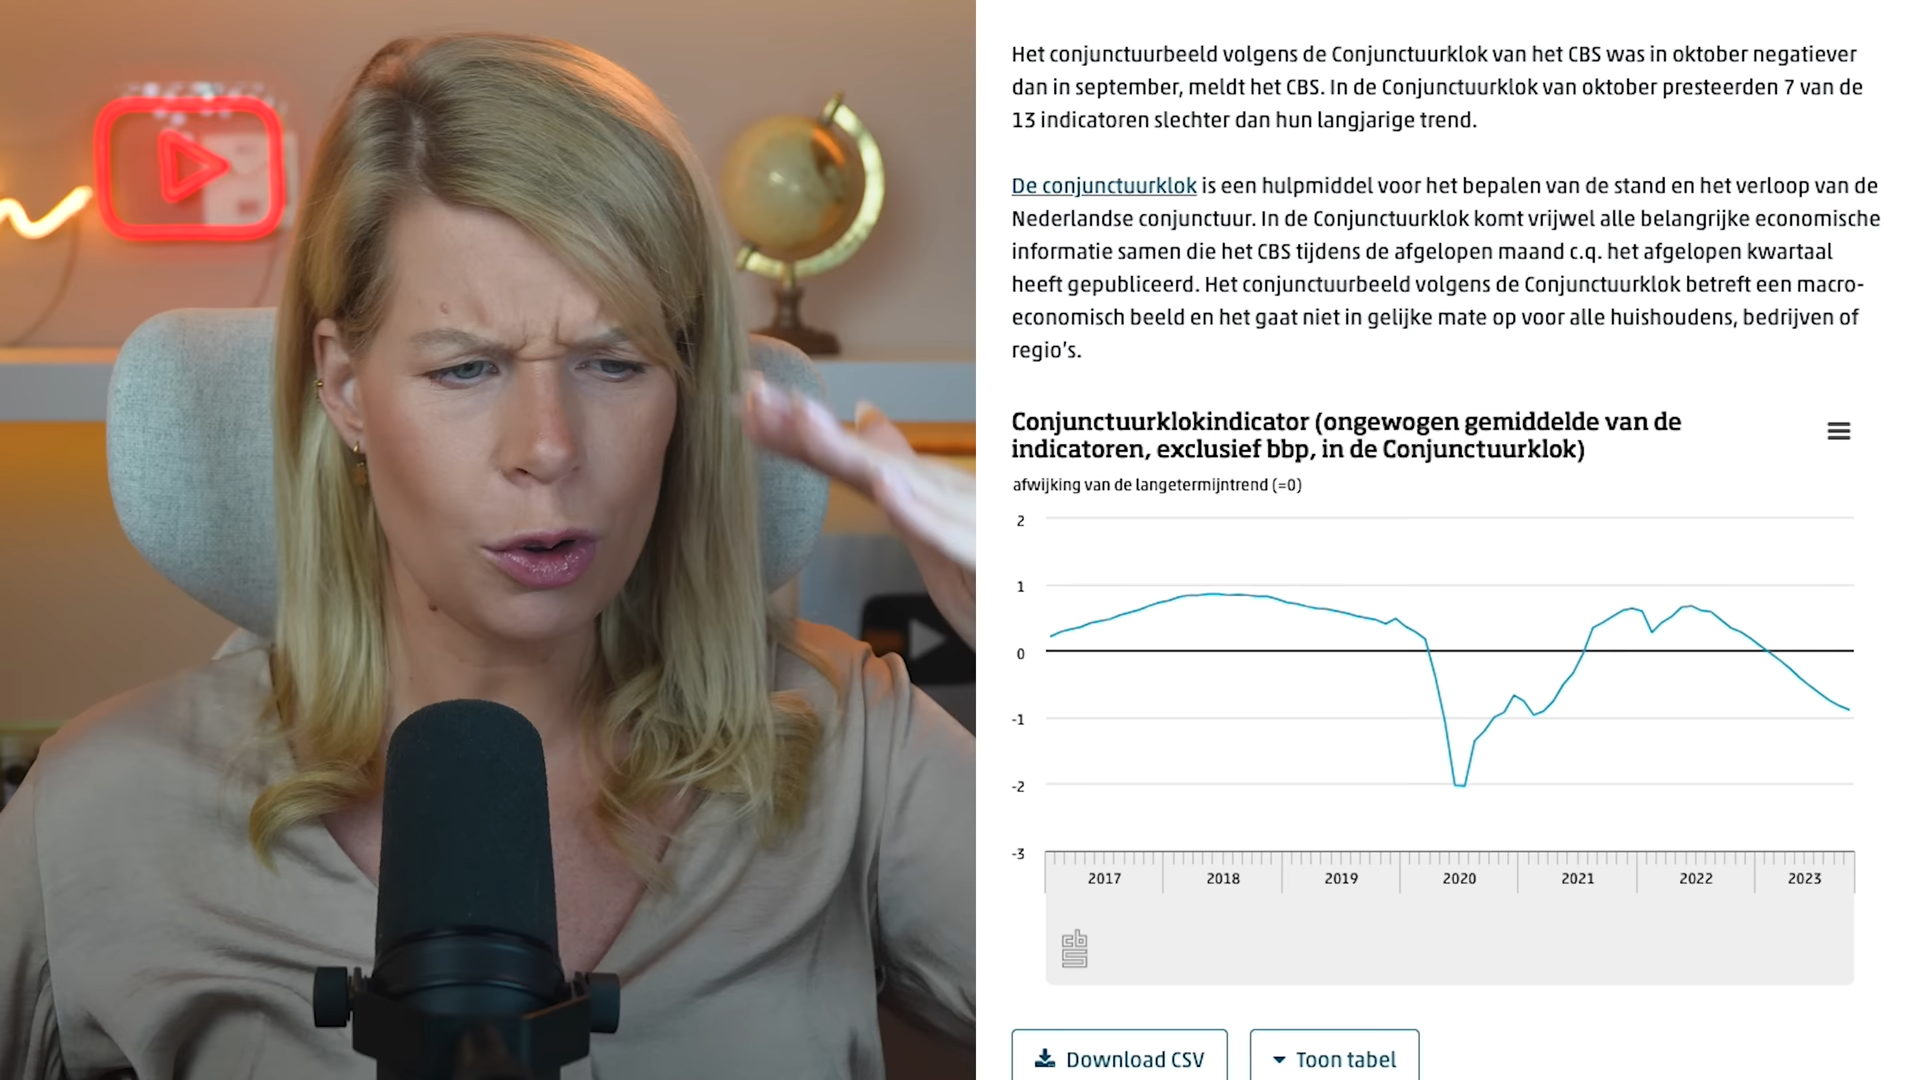 Het conjunctuurbeeld volgens de Conjunctuurklok van het CBS was in oktober negatiever
dan in september, meldt het CBS. In de Conjunctuurklok van oktober presteerden 7 van de
13 indicatoren slechter dan hun langjarige trend.
De conjunctuurklok is een hulpmiddel voor het bepalen van de stand en het verloop van de
Nederlandse conjunctuur. In de Conjunctuurklok komt vrijwel alle belangrijke economische
informatie samen die het CBS tijdens de afgelopen maand c.q. het afgelopen kwartaal
heeft gepubliceerd. Het conjunctuurbeeld volgens de Conjunctuurklok betreft een macro-
economisch beeld en het gaat niet in gelijke mate op voor alle huishoudens, bedrijven of
regio's.
Conjunctuurklokindicator (ongewogen gemiddelde van de
indicatoren, exclusief bbp, in de Conjunctuurklok)
afwijking van de langetermijntrend (=0)
2
1
0
-1
-2
-3
2017 2018 2019 2020 2021 2022 2023
cbs
Download CSV Toon tabel